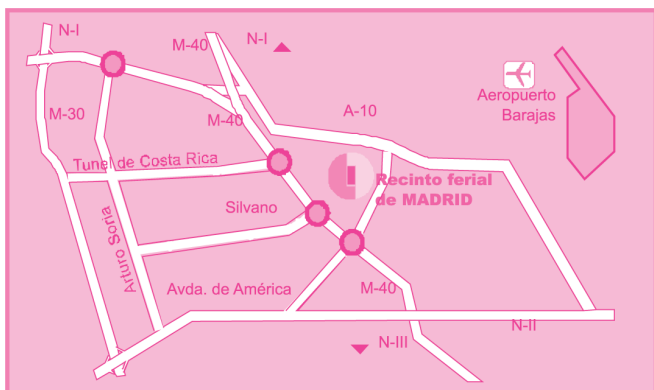 N-I
M-40
N-I
Aeropuerto
Barajas
M-30
M-40
A-10
Tunel de Costa Rica
Recinto ferial
de MADRID
Silvano
Arturo Soria
Avda. de América
M-40
N-II
N-III